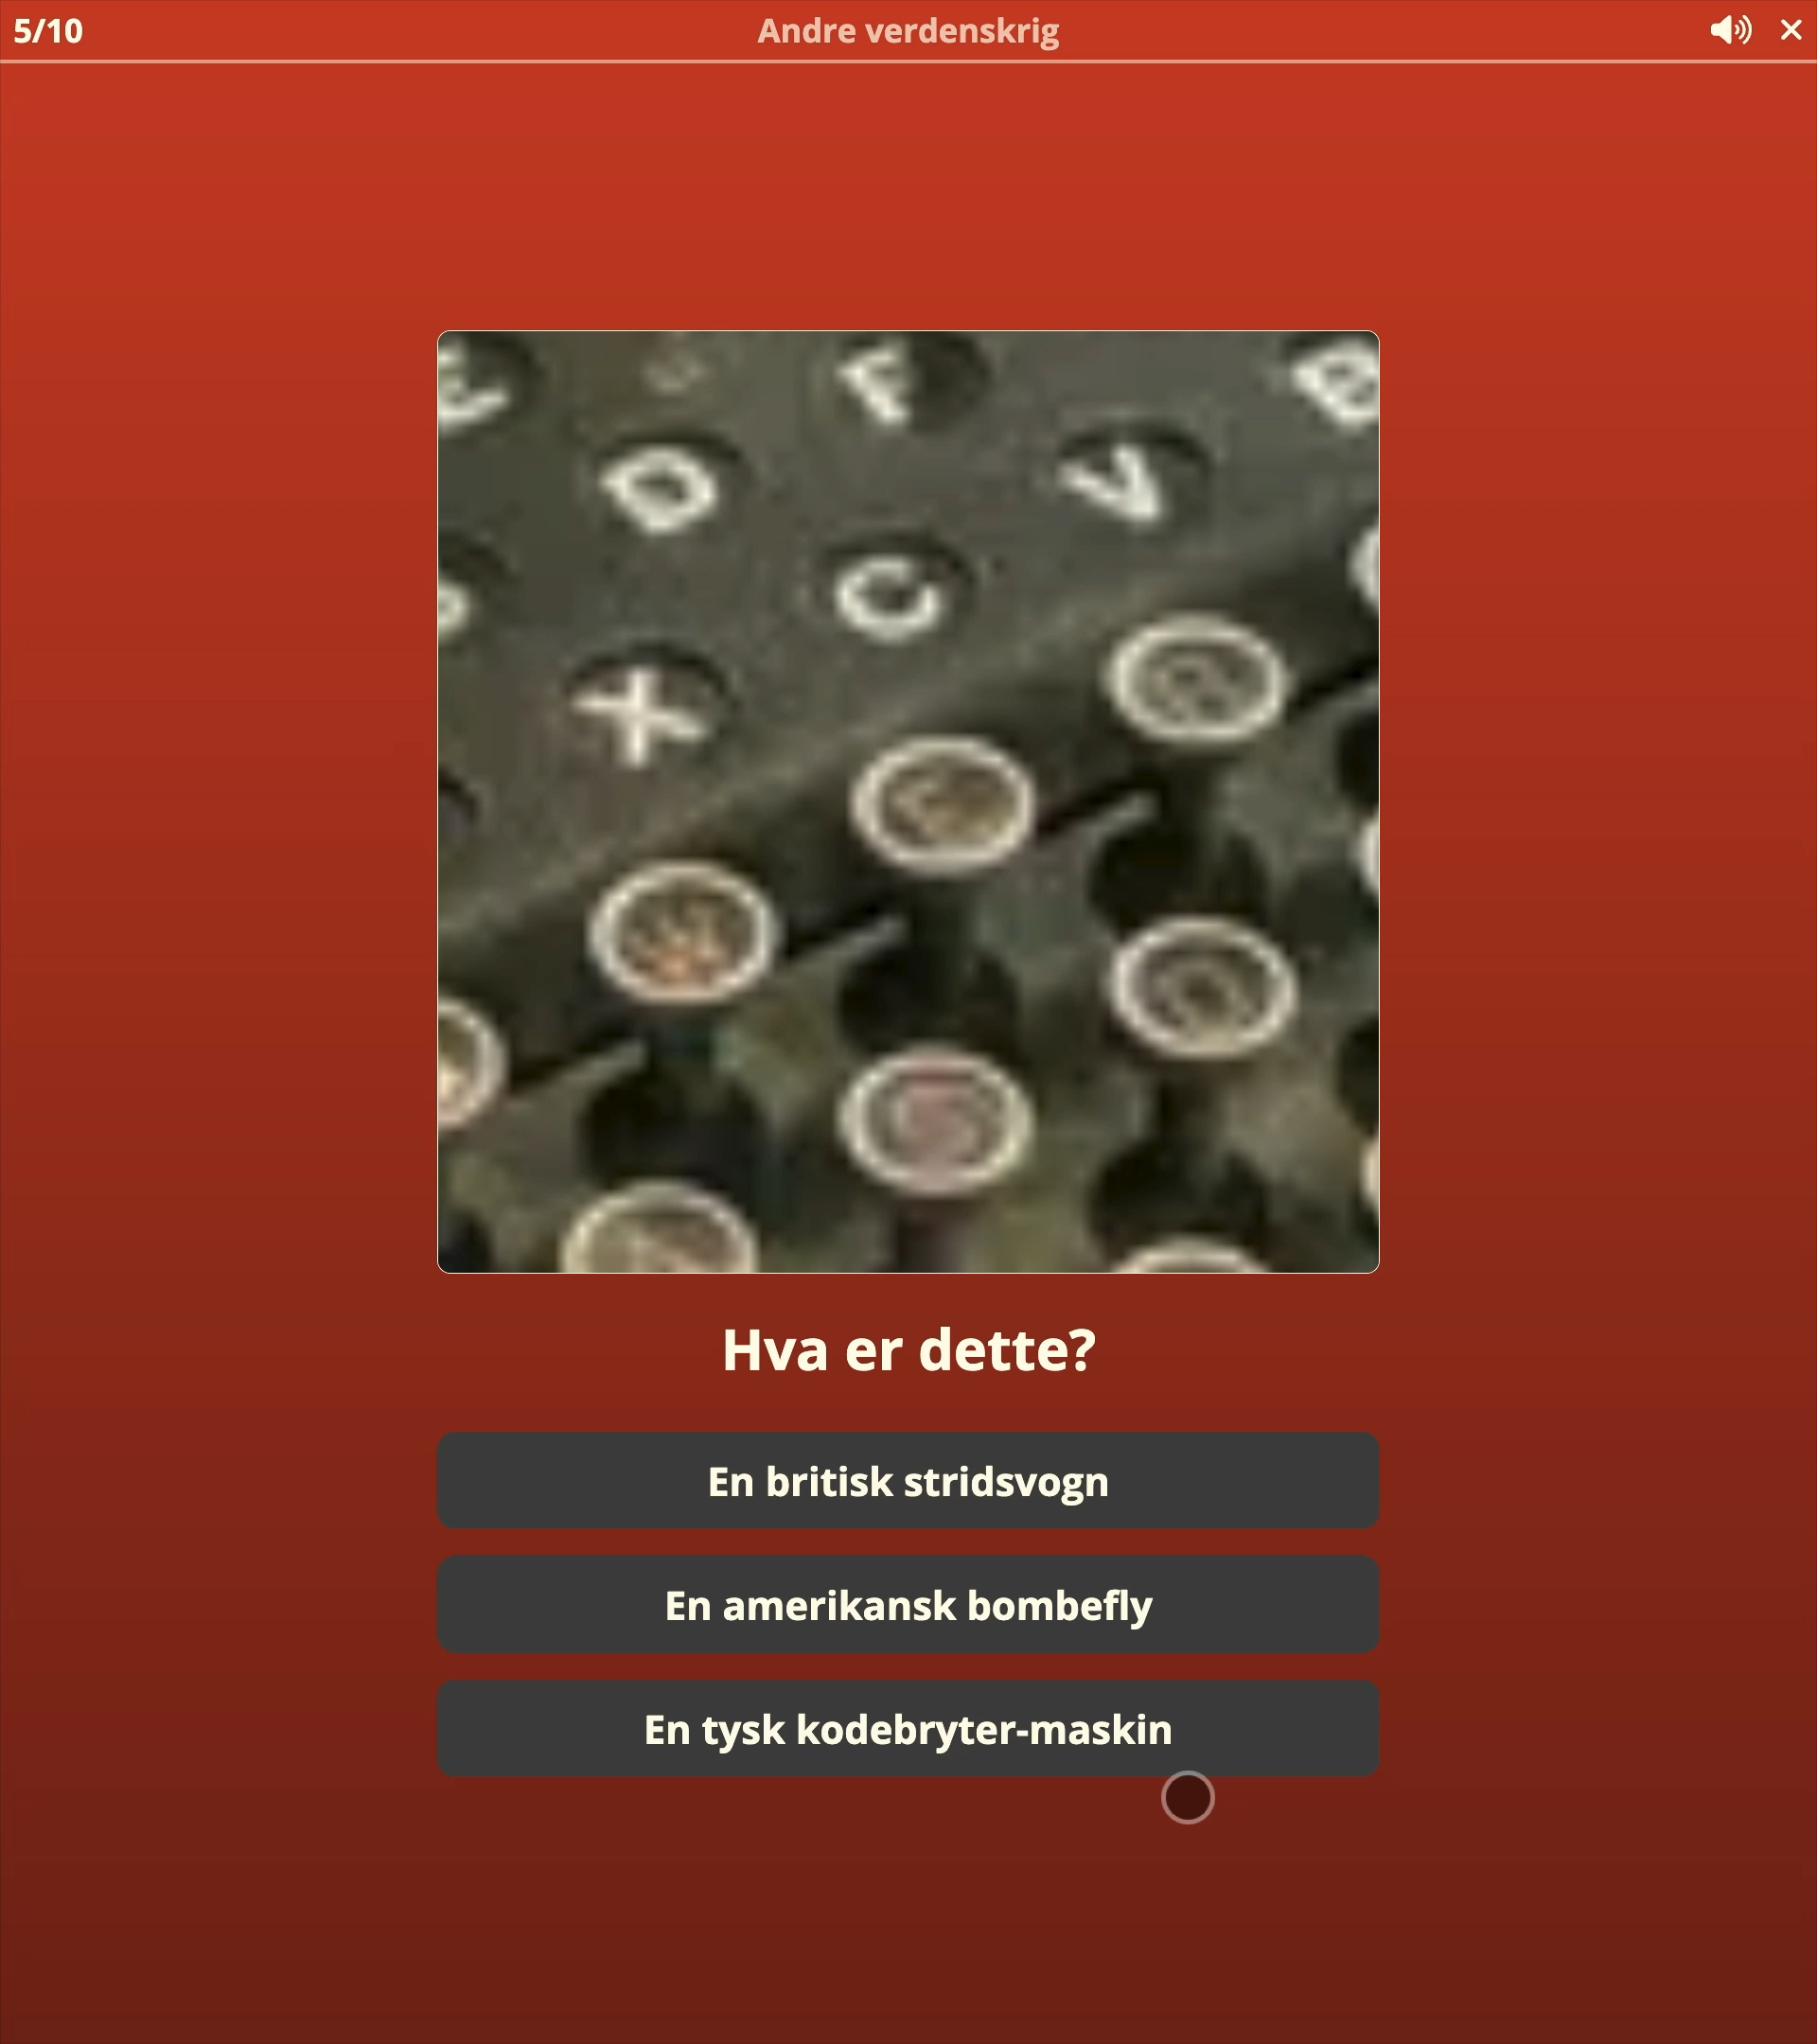 5/10
Andre verdenskrig
F
B
D
V
C
X
Hva er dette?
En britisk stridsvogn
En amerikansk bombefly
En tysk kodebryter-maskin